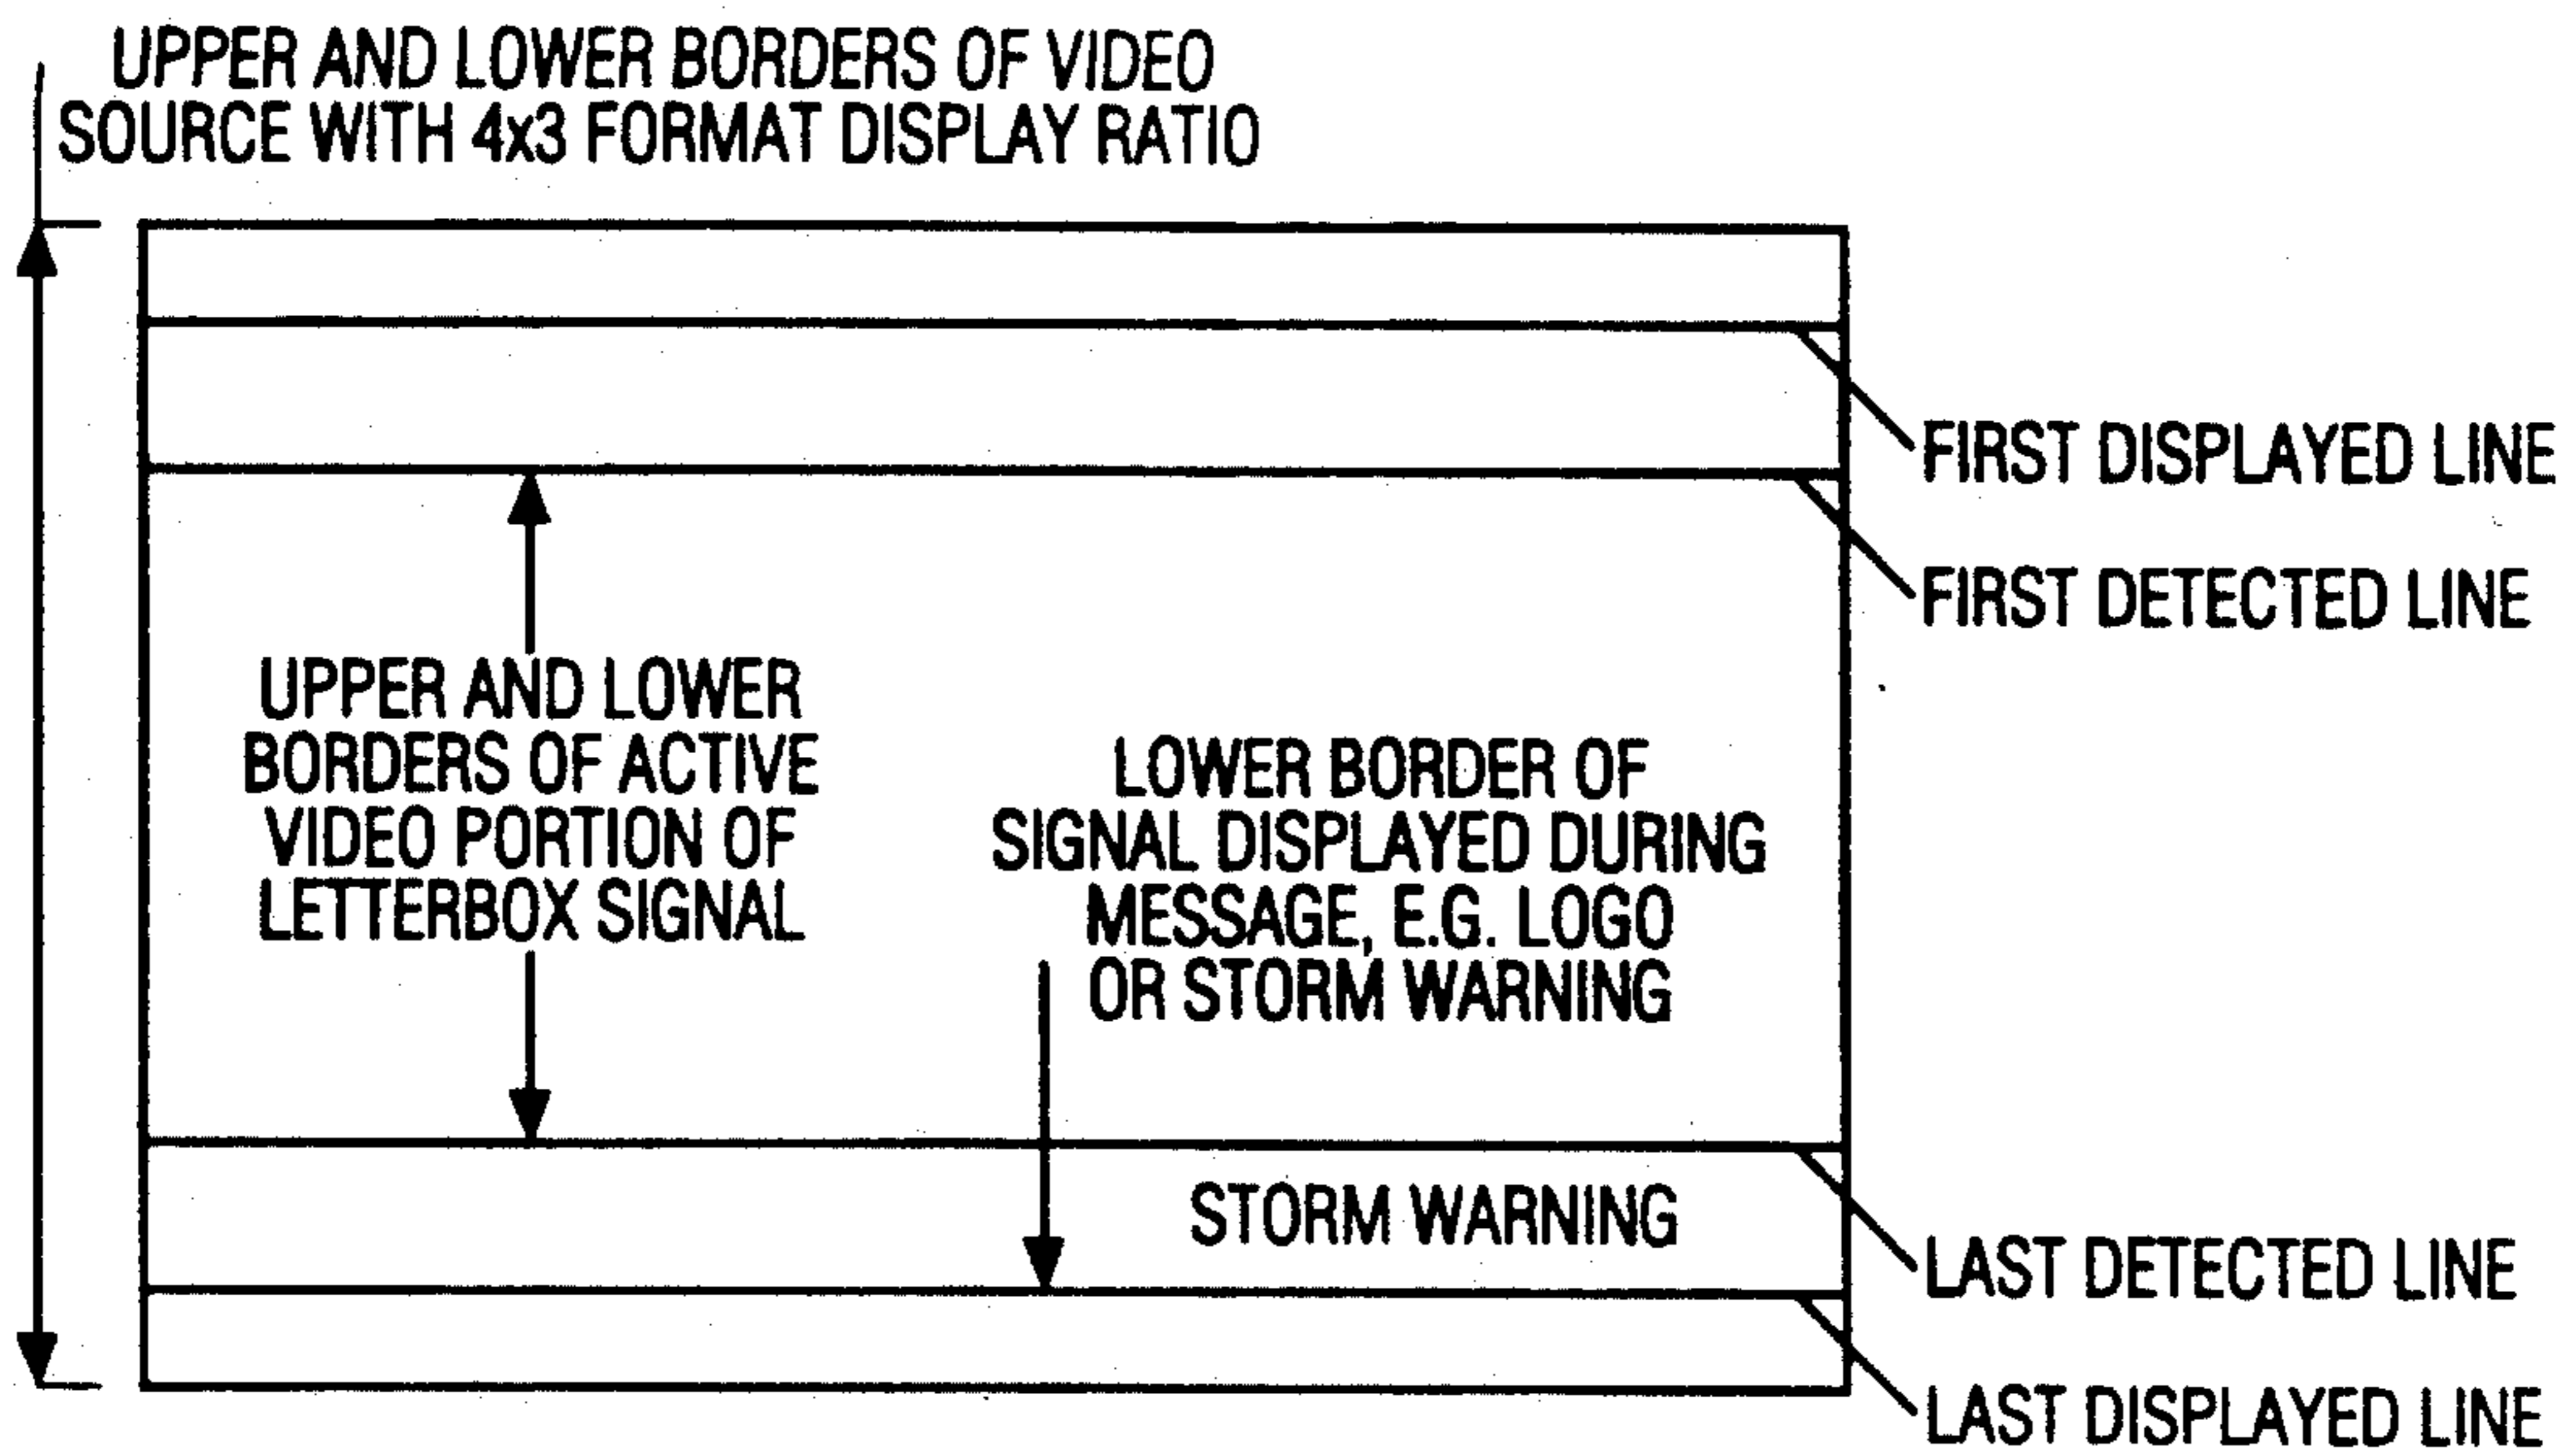 UPPER AND LOWER BORDERS OF VIDEO
SOURCE WITH 4x3 FORMAT DISPLAY RATIO
FIRST DISPLAYED LINE
FIRST DETECTED LINE
UPPER AND LOWER
BORDERS OF ACTIVE
VIDEO PORTION OF
LETTERBOX SIGNAL
LOWER BORDER OF
SIGNAL DISPLAYED DURING
MESSAGE, E.G. LOGO
OR STORM WARNING
STORM WARNING
LAST DETECTED LINE
LAST DISPLAYED LINE